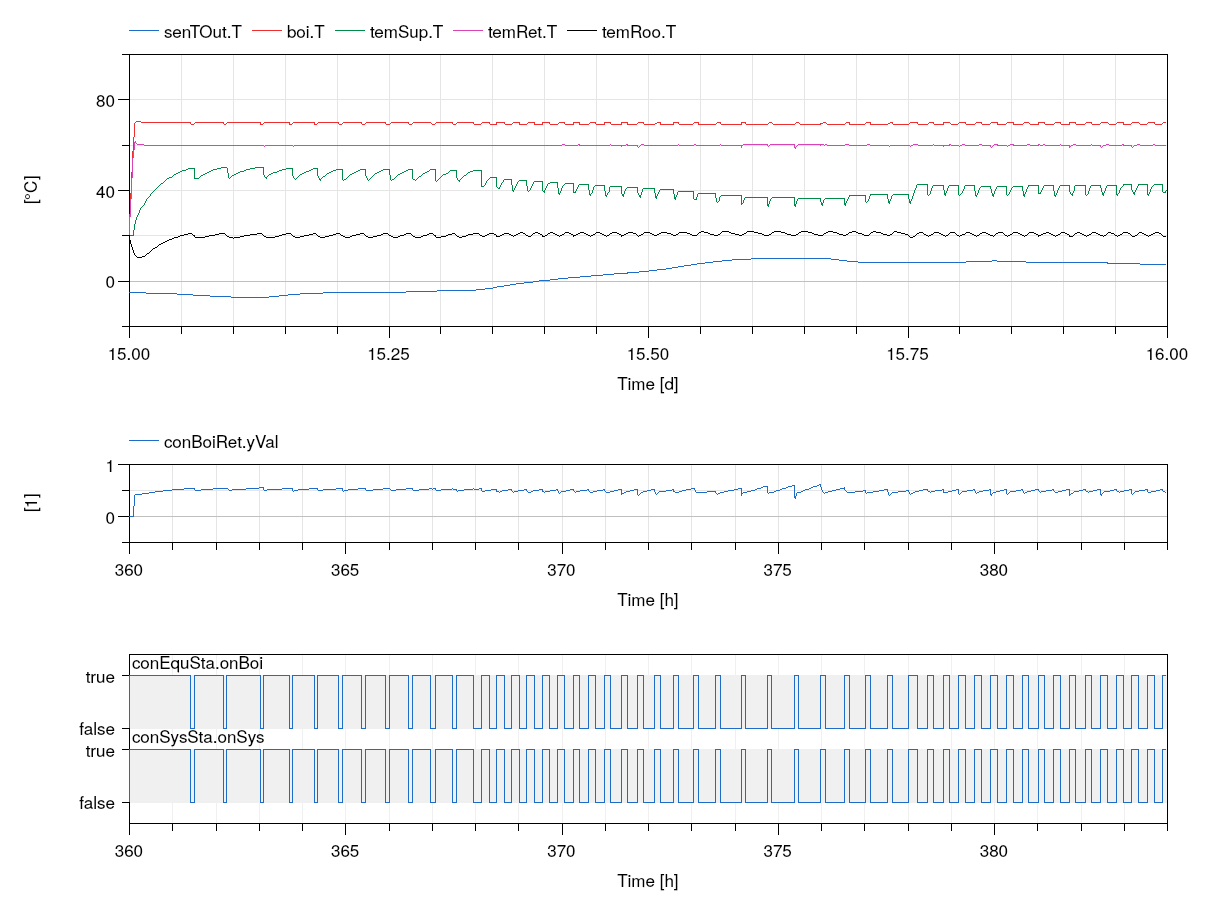 senTOut.T boi.T temSup.T temRet.T temRoo.T
80
40
0
[°C]
15.00 15.25 15.50 15.75 16.00
Time [d]
conBoiRet.yVal
1
0
[1]
360 365 370 375 380
Time [h]
conEquSta.onBoi
true
false
conSysSta.onSys
true
false
360 365 370 375 380
Time [h]